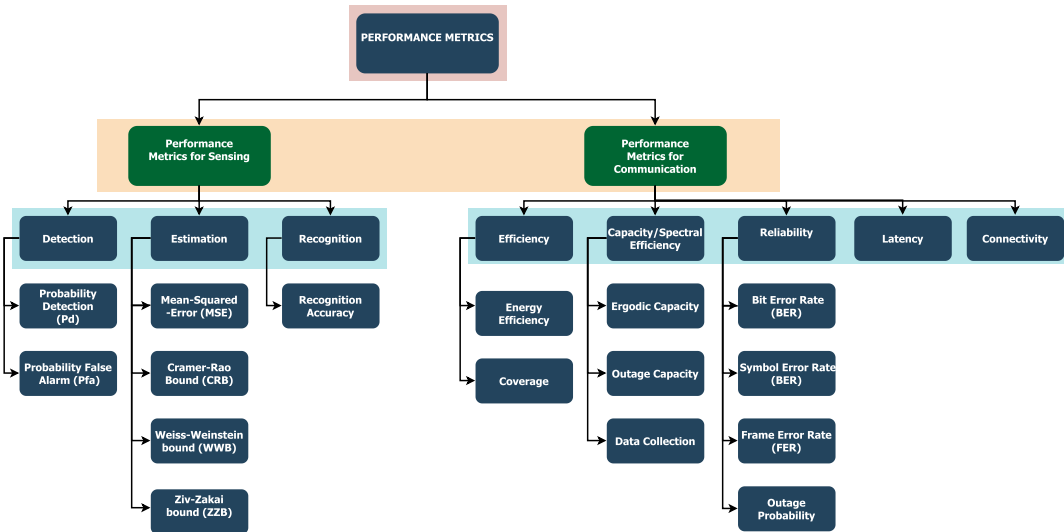 PERFORMANCE METRICS
Performance
Metrics for Sensing
Performance
Metrics for
Communication
Detection
Estimation
Recognition
Efficiency
Capacity/Spectral
Efficiency
Reliability
Latency
Connectivity
Probability
Detection
(Pd)
Mean-Squared
-Error (MSE)
Recognition
Accuracy
Energy
Efficiency
Ergodic Capacity
Bit Error Rate
(BER)
Probability False
Alarm (Pfa)
Cramer-Rao
Bound (CRB)
Coverage
Outage Capacity
Symbol Error Rate
(BER)
Weiss-Weinstein
bound (WWB)
Data Collection
Frame Error Rate
(FER)
Ziv-Zakai
bound (ZZB)
Outage
Probability